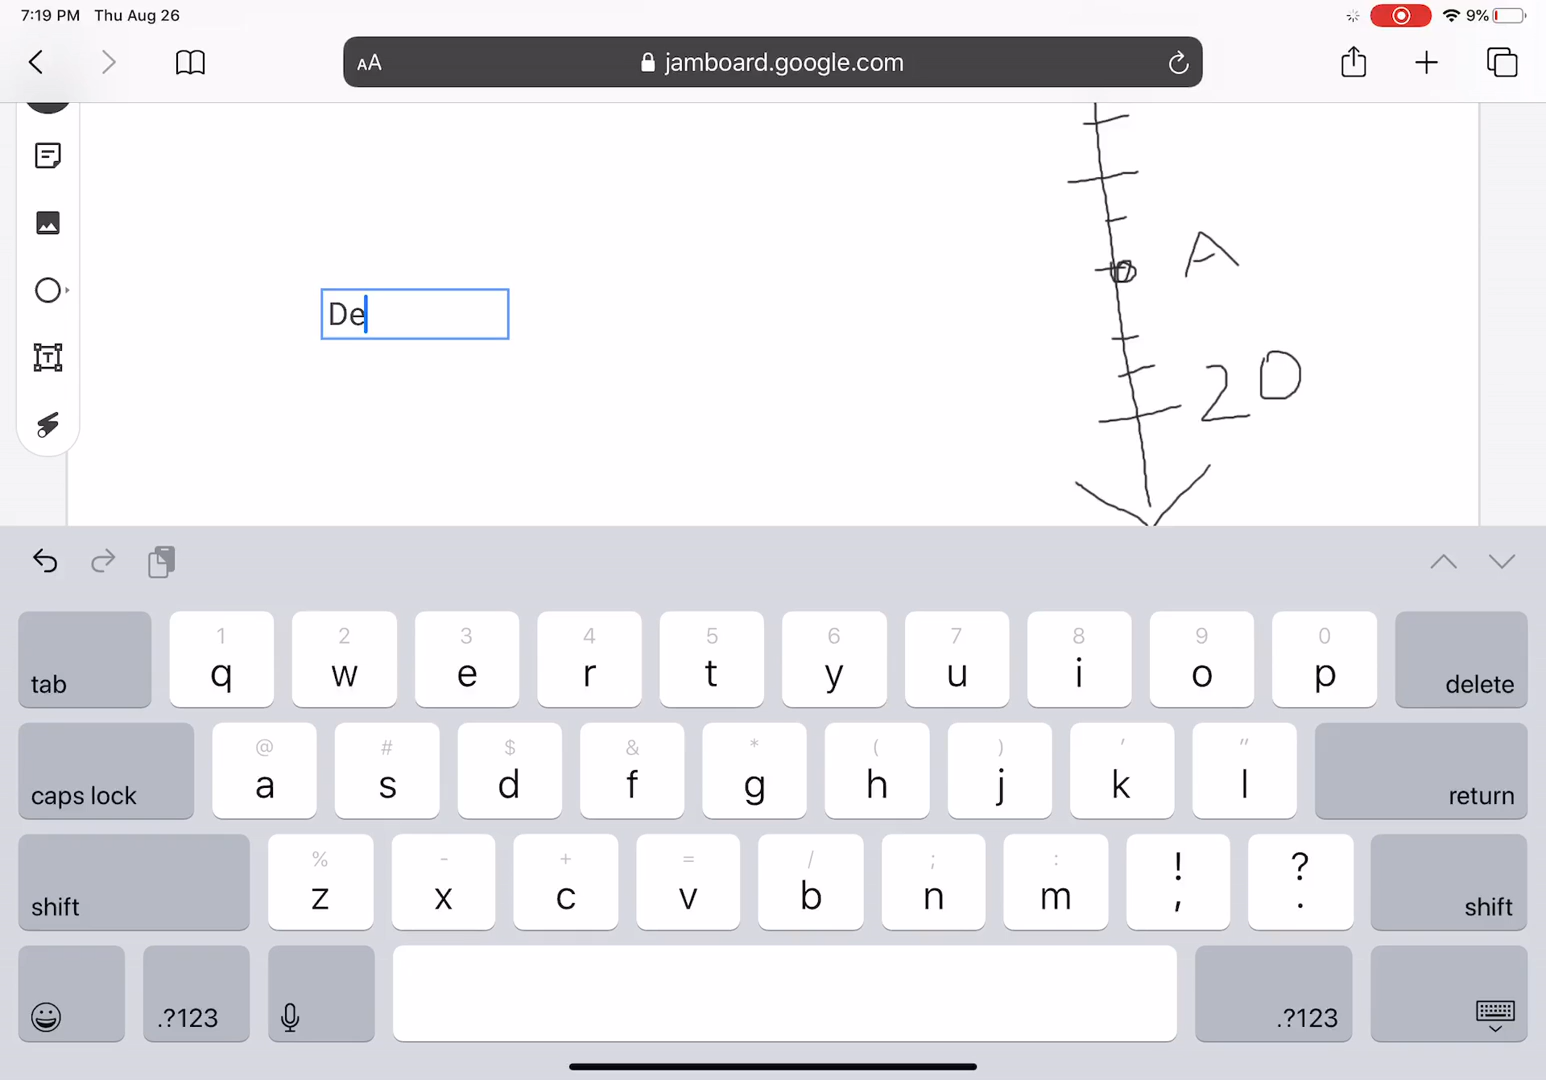 7:19 PM Thu Aug 26
9%
AA jamboard.google.com
A
De
20
1 2 3 4 5 6 7 8 9 0
tab q w e r t y u i o p delete
@ # $ & * ( ) ' "
caps lock a s d f g h j k l return
% - + = / ; : ! ?
shift z x c v b n m , . shift
.?123 .?123